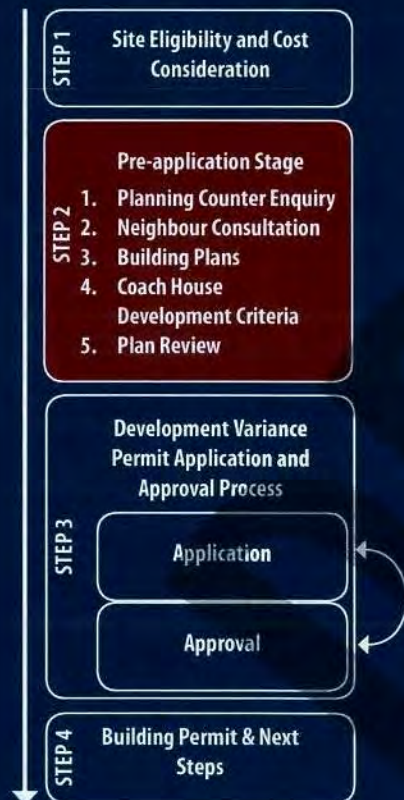 STEP 1
Site Eligibility and Cost
Consideration
STEP 2
Pre-application Stage
1. Planning Counter Enquiry
2. Neighbour Consultation
3. Building Plans
4. Coach House
Development Criteria
5. Plan Review
STEP 3
Development Variance
Permit Application and
Approval Process
Application
Approval
STEP 4
Building Permit & Next
Steps